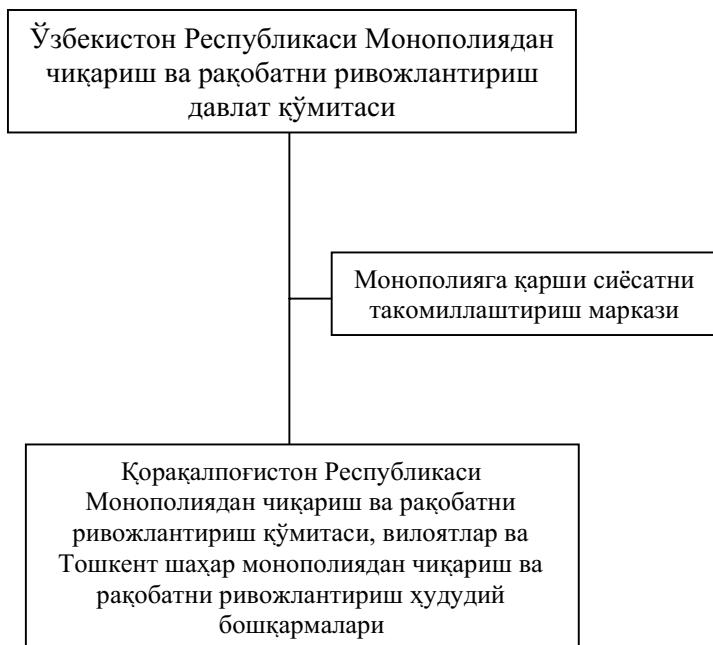 Ўзбекистон Республикаси Монополиядан
чиқариш ва рақобатни ривожлантириш
давлат қўмитаси
Монополияга қарши сиёсатни
такомиллаштириш маркази
Қорақалпоғистон Республикаси
Монополиядан чиқариш ва рақобатни
ривожлантириш қўмитаси, вилоятлар ва
Тошкент шаҳар монополиядан чиқариш ва
рақобатни ривожлантириш ҳудудий
бошқармалари